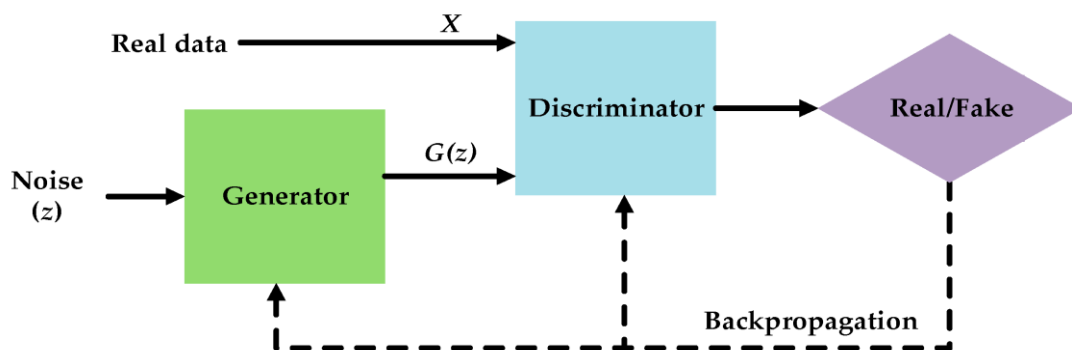 Real data
X
Discriminator
Real/Fake
Noise
(z)
Generator
G(z)
Backpropagation